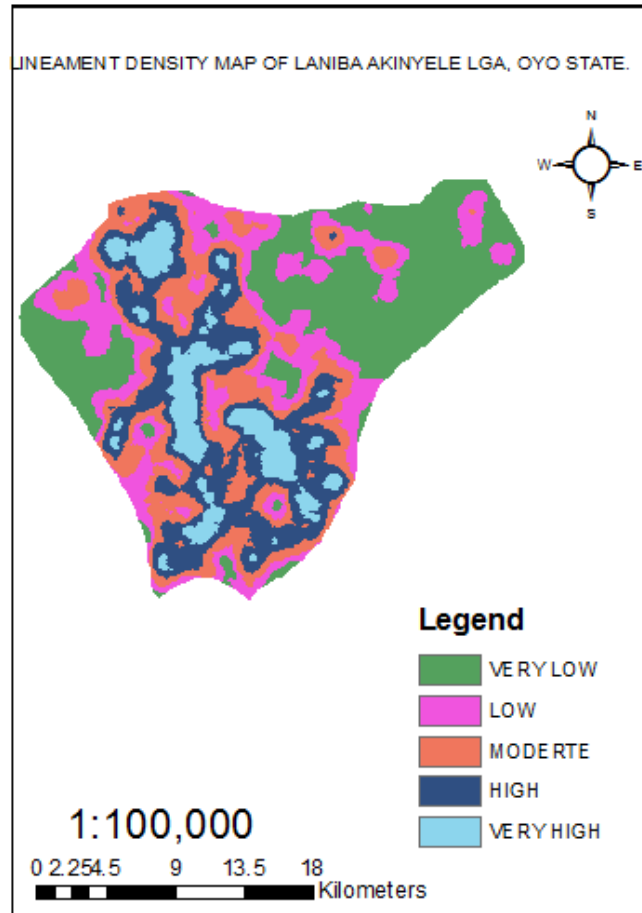 LINEAMENT DENSITY MAP OF LANIBA AKINYELE LGA, OYO STATE.
N
W E
S
Legend
VERY LOW
LOW
MODERTE
HIGH
VERY HIGH
1:100,000
0 2.254.5 9 13.5 18
Kilometers